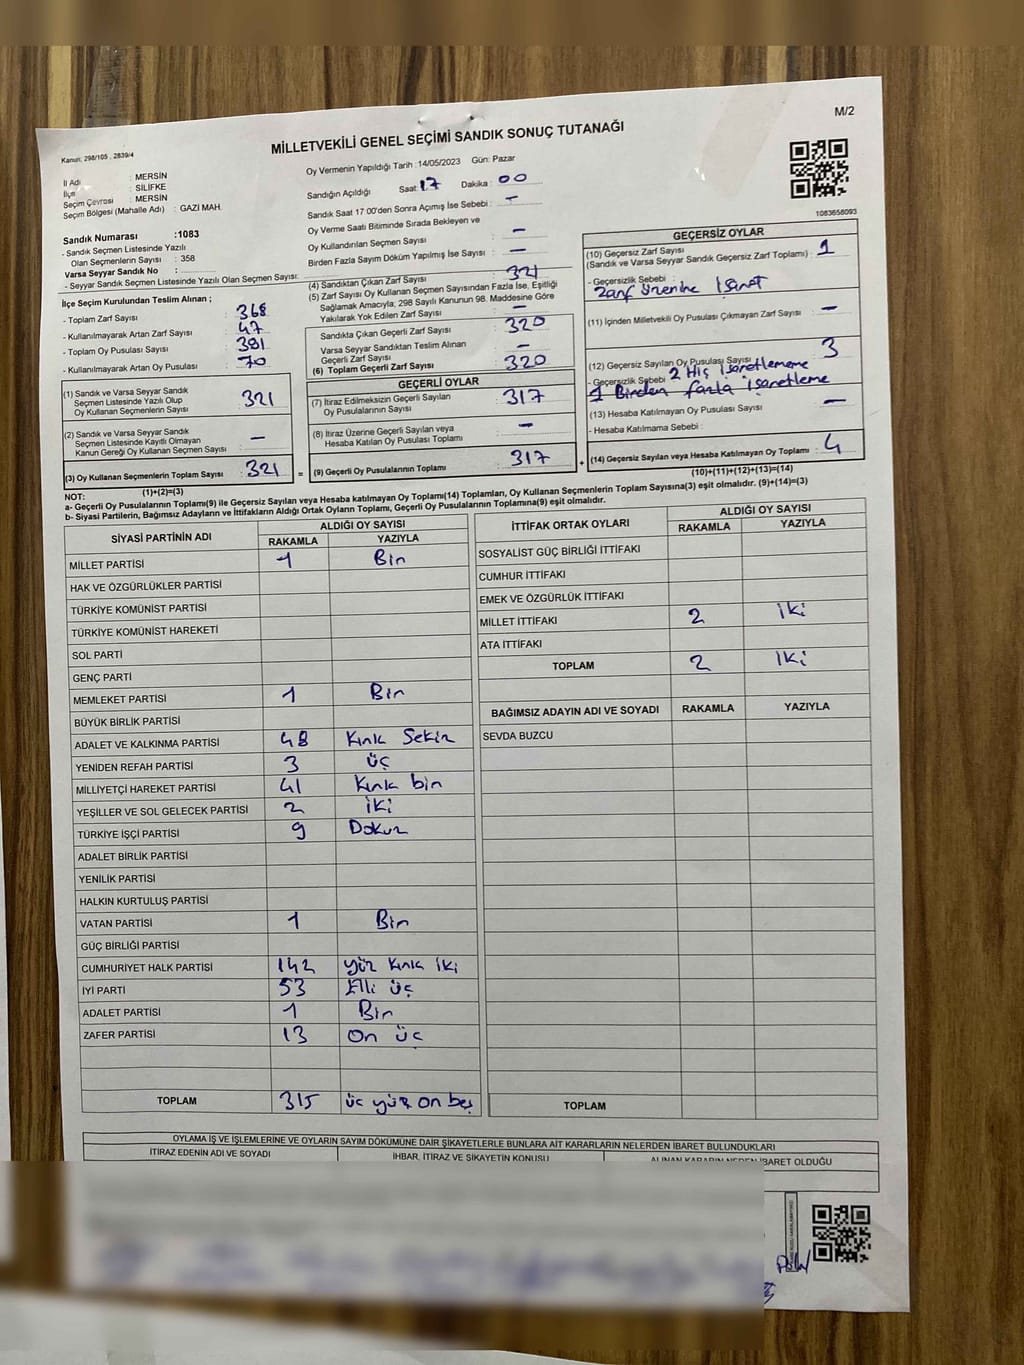 M/2
MİLLETVEKİLİ GENEL SEÇİMİ SANDIK SONUÇ TUTANAĞI
Kanun; 298/105 , 2839/4
İl Adı : MERSİN
İlçe : SİLİFKE
Seçim Çevresi : MERSİN
Seçim Bölgesi (Mahalle Adı) : GAZİ MAH.
Oy Vermenin Yapıldığı Tarih : 14/05/2023 Gün: Pazar
Sandığın Açıldığı Saat: 17 Dakika : 00
Sandık Saat 17 00'den Sonra Açımış İse Sebebi : -
Oy Verme Saati Bitiminde Sırada Bekleyen ve
Oy Kullandırılan Seçmen Sayısı -
Birden Fazla Sayım Döküm Yapılmış İse Sayısı : -
1083658093
Sandık Numarası :1083
- Sandık Seçmen Listesinde Yazılı
Olan Seçmenlerin Sayısı : 358
Varsa Seyyar Sandık No :
- Seyyar Sandık Seçmen Listesinde Yazılı Olan Seçmen Sayısı:
İlçe Seçim Kurulundan Teslim Alınan ;
- Toplam Zarf Sayısı : 368
- Kullanılmayarak Artan Zarf Sayısı : 47
- Toplam Oy Pusulası Sayısı : 391
- Kullanılmayarak Artan Oy Pusulası : 70
(1) Sandık ve Varsa Seyyar Sandık
Seçmen Listesinde Yazılı Olup
Oy Kullanan Seçmenlerin Sayısı : 321
(2) Sandık ve Varsa Seyyar Sandık
Seçmen Listesinde Kayıtlı Olmayan
Kanun Gereği Oy Kullanan Seçmen Sayısı : -
(3) Oy Kullanan Seçmenlerin Toplam Sayısı : 321
(1)+(2)=(3)
(4) Sandıktan Çıkan Zarf Sayısı : 321
(5) Zarf Sayısı Oy Kullanan Seçmen Sayısından Fazla İse, Eşitliği
Sağlamak Amacıyla; 298 Sayılı Kanunun 98. Maddesine Göre
Yakılarak Yok Edilen Zarf Sayısı : -
Sandıkta Çıkan Geçerli Zarf Sayısı : 320
Varsa Seyyar Sandıktan Teslim Alınan
Geçerli Zarf Sayısı : -
(6) Toplam Geçerli Zarf Sayısı : 320
GEÇERLİ OYLAR
(7) İtiraz Edilmeksizin Geçerli Sayılan
Oy Pusulalarının Sayısı : 317
(8) İtiraz Üzerine Geçerli Sayılan veya
Hesaba Katılan Oy Pusulası Toplamı : -
= (9) Geçerli Oy Pusulalarının Toplamı : 317
GEÇERSİZ OYLAR
(10) Geçersiz Zarf Sayısı : 1
(Sandık ve Varsa Seyyar Sandık Geçersiz Zarf Toplamı)
- Geçersizlik Sebebi :
Zarf üzerine İşaret
(11) İçinden Milletvekili Oy Pusulası Çıkmayan Zarf Sayısı : -
(12) Geçersiz Sayılan Oy Pusulası Sayısı : 3
- Geçersizlik Sebebi 2 Hiç İşaretlememe
1 Birden fazla işaretleme
(13) Hesaba Katılmayan Oy Pusulası Sayısı : -
- Hesaba Katılmama Sebebi :
+ (14) Geçersiz Sayılan veya Hesaba Katılmayan Oy Toplamı : 4
(10)+(11)+(12)+(13)=(14)
NOT:
a- Geçerli Oy Pusulalarının Toplamı(9) ile Geçersiz Sayılan veya Hesaba katılmayan Oy Toplamı(14) Toplamları, Oy Kullanan Seçmenlerin Toplam Sayısına(3) eşit olmalıdır. (9)+(14)=(3)
b- Siyasi Partilerin, Bağımsız Adayların ve İttifakların Aldığı Ortak Oyların Toplamı, Geçerli Oy Pusulalarının Toplamına(9) eşit olmalıdır.
SİYASİ PARTİNİN ADI ALDIĞI OY SAYISI
RAKAMLA YAZIYLA
MİLLET PARTİSİ 1 Bir
HAK VE ÖZGÜRLÜKLER PARTİSİ
TÜRKİYE KOMÜNİST PARTİSİ
TÜRKİYE KOMÜNİST HAREKETİ
SOL PARTİ
GENÇ PARTİ
MEMLEKET PARTİSİ 1 Bir
BÜYÜK BİRLİK PARTİSİ
ADALET VE KALKINMA PARTİSİ 48 Kırk Sekiz
YENİDEN REFAH PARTİSİ 3 üç
MİLLİYETÇİ HAREKET PARTİSİ 41 Kırk bir
YEŞİLLER VE SOL GELECEK PARTİSİ 2 iki
TÜRKİYE İŞÇİ PARTİSİ 9 Dokuz
ADALET BİRLİK PARTİSİ
YENİLİK PARTİSİ
HALKIN KURTULUŞ PARTİSİ
VATAN PARTİSİ 1 Bir
GÜÇ BİRLİĞİ PARTİSİ
CUMHURİYET HALK PARTİSİ 142 yüz Kırk iki
İYİ PARTİ 53 Elli üç
ADALET PARTİSİ 1 Bir
ZAFER PARTİSİ 13 On üç
TOPLAM 315 üç yüz on beş
İTTİFAK ORTAK OYLARI ALDIĞI OY SAYISI
RAKAMLA YAZIYLA
SOSYALİST GÜÇ BİRLİĞİ İTTİFAKI
CUMHUR İTTİFAKI
EMEK VE ÖZGÜRLÜK İTTİFAKI
MİLLET İTTİFAKI 2 iki
ATA İTTİFAKI
TOPLAM 2 iki
BAĞIMSIZ ADAYIN ADI VE SOYADI RAKAMLA YAZIYLA
SEVDA BUZCU
TOPLAM
OYLAMA İŞ VE İŞLEMLERİNE VE OYLARIN SAYIM DÖKÜMÜNE DAİR ŞİKAYETLERLE BUNLARA AİT KARARLARIN NELERDEN İBARET BULUNDUKLARI
İTİRAZ EDENİN ADI VE SOYADI İHBAR, İTİRAZ VE ŞİKAYETİN KONUSU ALINAN KARARIN NEDEN İBARET OLDUĞU